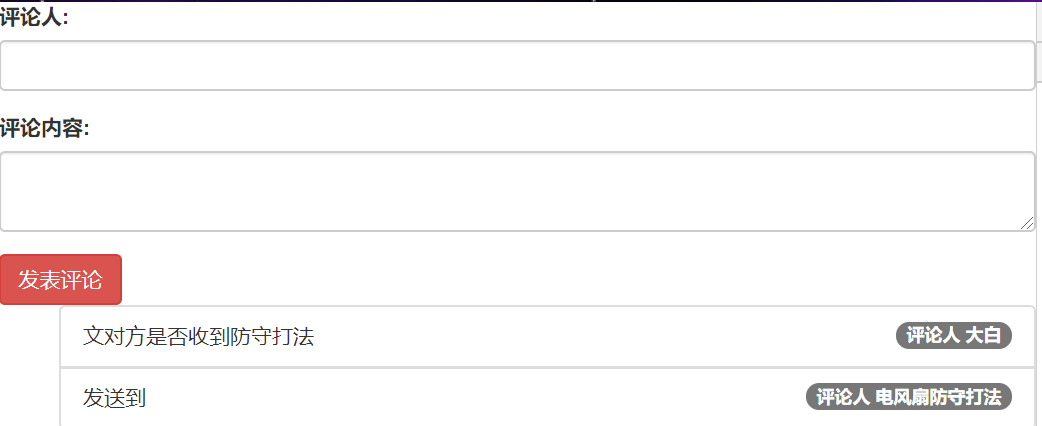 评论人:
评论内容:
发表评论
文对方是否收到防守打法 评论人 大白
发送到 评论人 电风扇防守打法